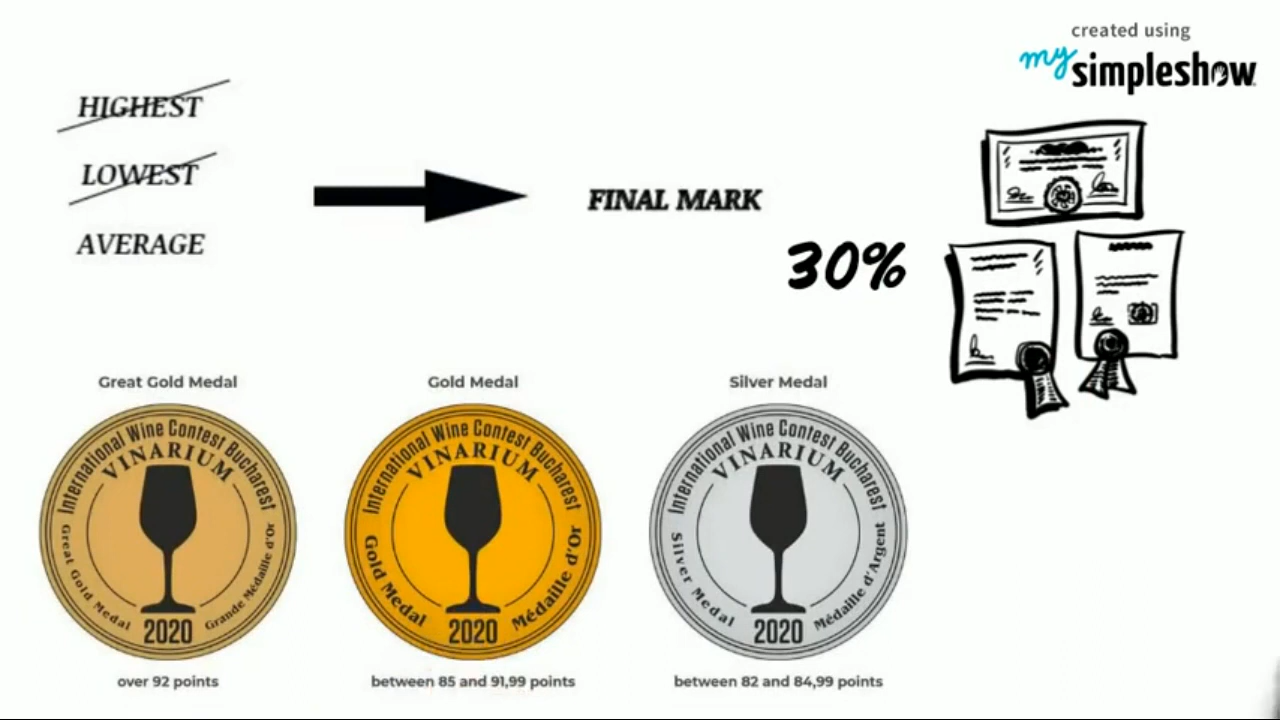 created using
my simpleshow
HIGHEST
LOWEST
AVERAGE
FINAL MARK
30%
Great Gold Medal
Gold Medal
Silver Medal
International Wine Contest Bucharest
VINARIUM
Great Gold Medal
Grande Médaille d'Or
2020
International Wine Contest Bucharest
VINARIUM
Gold Medal
Médaille d'Or
2020
International Wine Contest Bucharest
VINARIUM
Silver Medal
Médaille d'Argent
2020
over 92 points
between 85 and 91,99 points
between 82 and 84,99 points